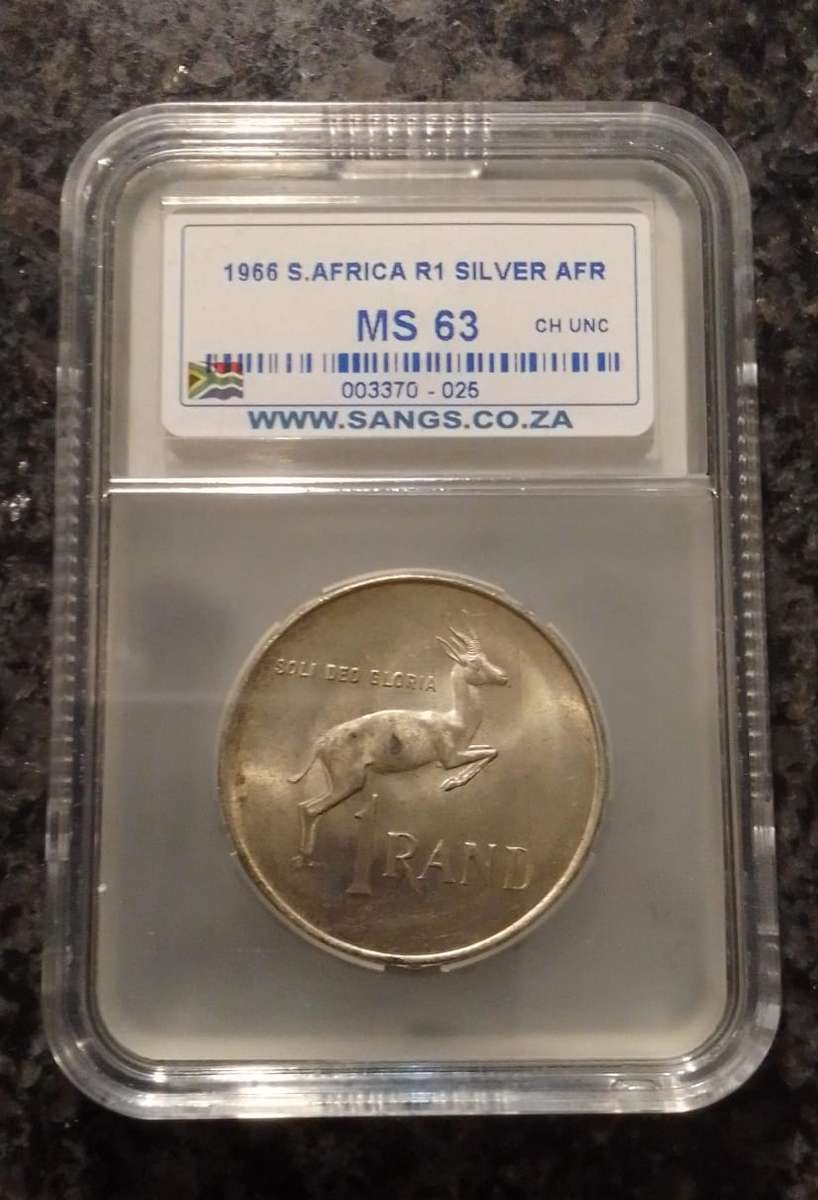 1966 S.AFRICA R1 SILVER AFR
MS 63 CH UNC
003370 - 025
WWW.SANGS.CO.ZA
SOLI DEO GLORIA
1 RAND